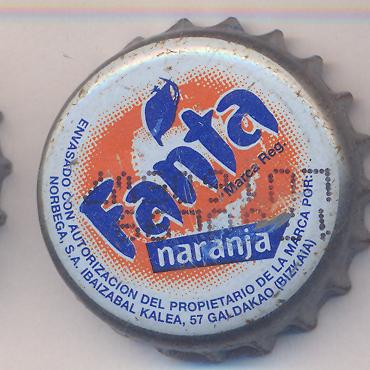 Fanta
Marca Reg.
naranja
ENVASADO CON AUTORIZACION DEL PROPIETARIO DE LA MARCA POR:
NORBEGA, S.A. IBAIZABAL KALEA, 57 GALDAKAO (BIZKAIA)